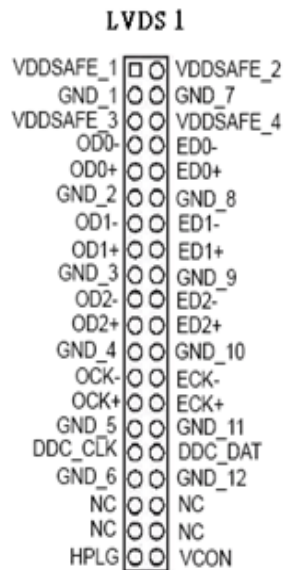 LVDS 1
VDDSAFE_1 VDDSAFE_2
GND_1 GND_7
VDDSAFE_3 VDDSAFE_4
OD0- ED0-
OD0+ ED0+
GND_2 GND_8
OD1- ED1-
OD1+ ED1+
GND_3 GND_9
OD2- ED2-
OD2+ ED2+
GND_4 GND_10
OCK- ECK-
OCK+ ECK+
GND_5 GND_11
DDC_CLK DDC_DAT
GND_6 GND_12
NC NC
NC NC
HPLG VCON